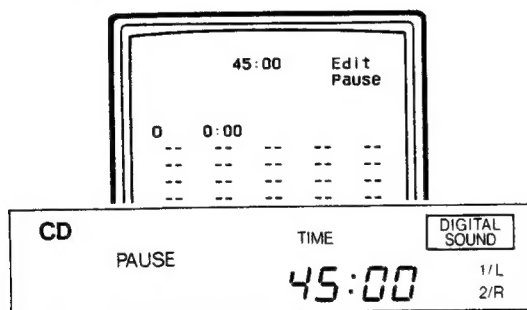 45:00 Edit
Pause
0 0:00
-- -- -- -- --
-- -- -- -- --
-- -- -- -- --
-- -- -- -- --
CD TIME DIGITAL
SOUND
PAUSE 45:00 1/L
2/R